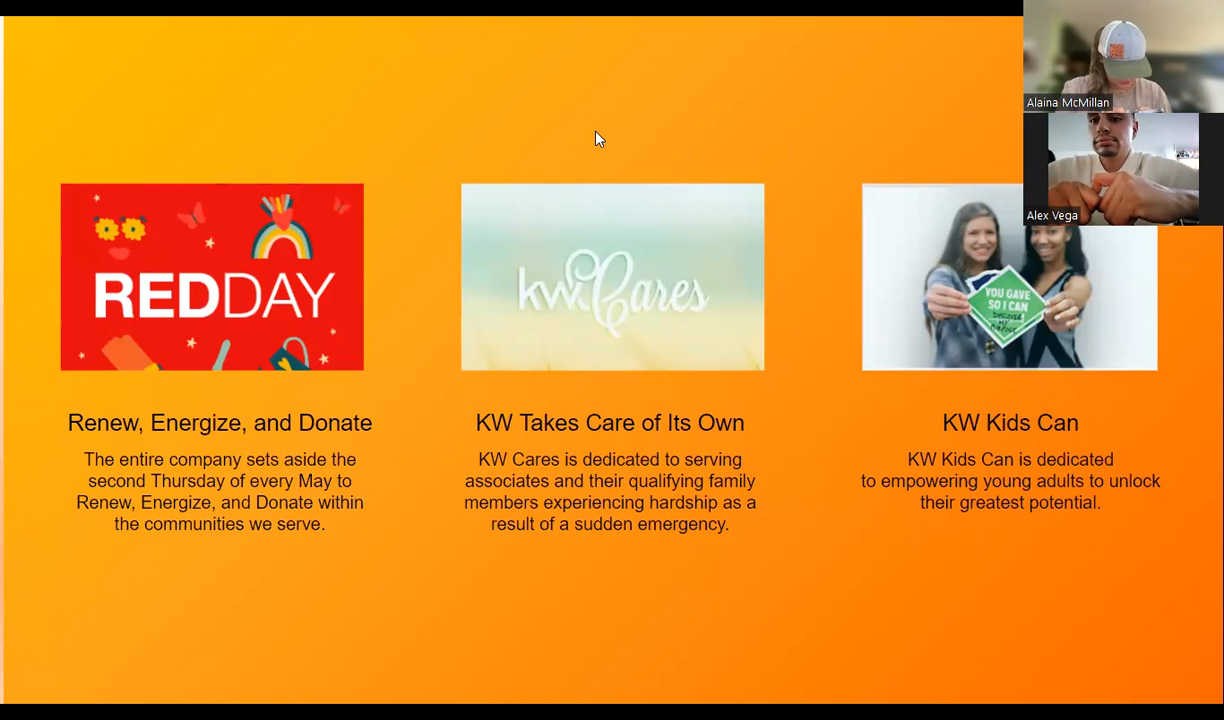 Alaina McMillan
Alex Vega
REDDAY
kw Cares
YOU GAVE
SO I CAN
DISCOVER
MY
PURPOSE
Renew, Energize, and Donate
The entire company sets aside the
second Thursday of every May to
Renew, Energize, and Donate within
the communities we serve.
KW Takes Care of Its Own
KW Cares is dedicated to serving
associates and their qualifying family
members experiencing hardship as a
result of a sudden emergency.
KW Kids Can
KW Kids Can is dedicated
to empowering young adults to unlock
their greatest potential.